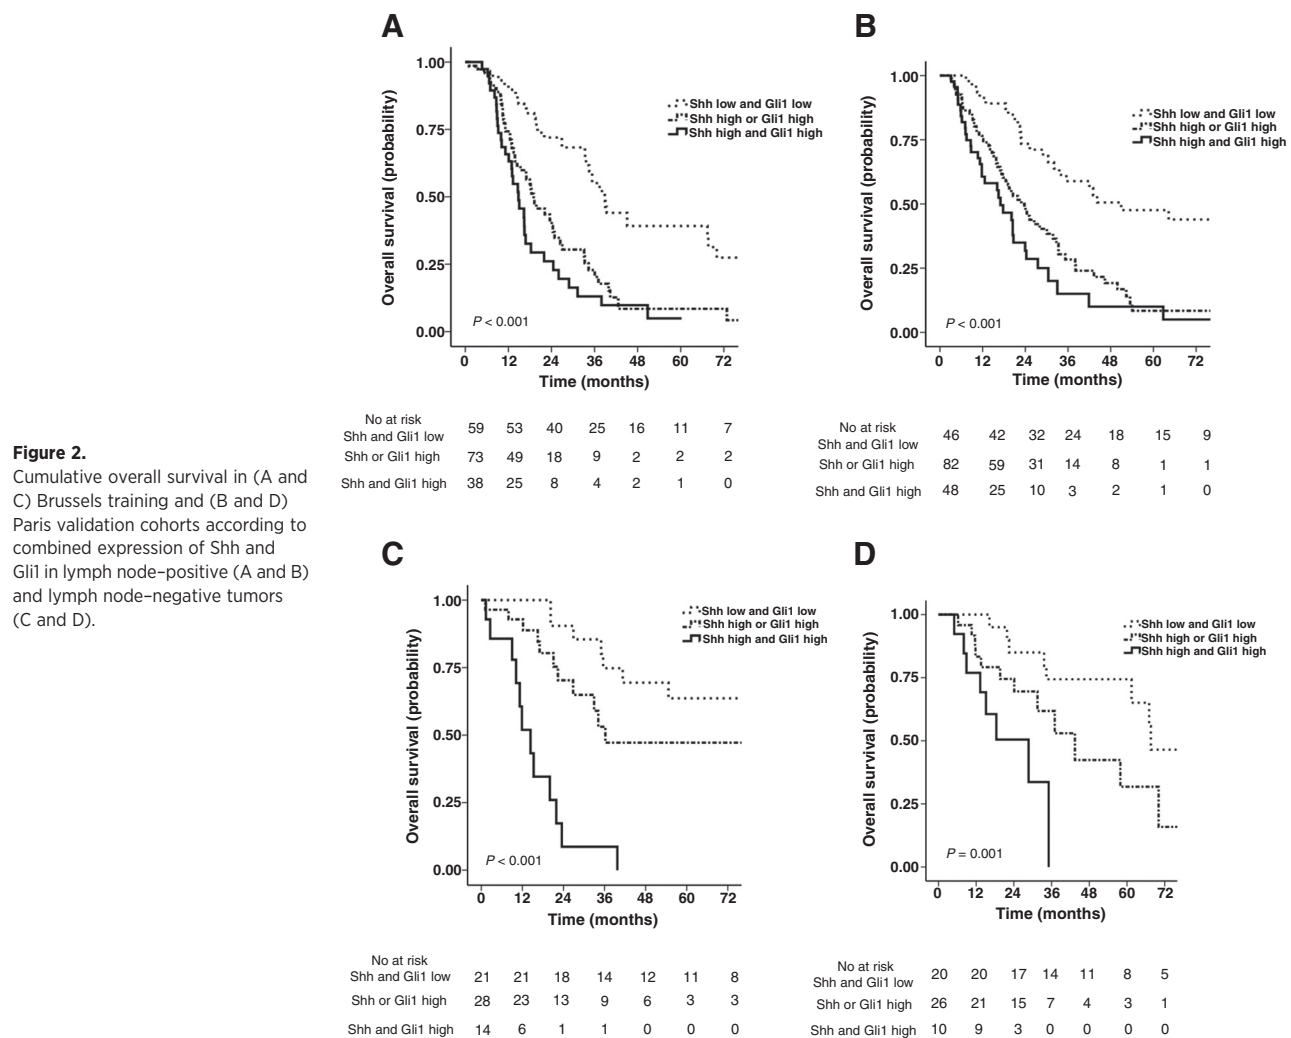 A
1.00
0.75
0.50
0.25
0.00
Overall survival (probability)
Shh low and Gli1 low
Shh high or Gli1 high
Shh high and Gli1 high
P < 0.001
0 12 24 36 48 60 72
Time (months)
No at risk
Shh and Gli1 low 59 53 40 25 16 11 7
Shh or Gli1 high 73 49 18 9 2 2 2
Shh and Gli1 high 38 25 8 4 2 1 0
B
1.00
0.75
0.50
0.25
0.00
Overall survival (probability)
Shh low and Gli1 low
Shh high or Gli1 high
Shh high and Gli1 high
P < 0.001
0 12 24 36 48 60 72
Time (months)
No at risk
Shh and Gli1 low 46 42 32 24 18 15 9
Shh or Gli1 high 82 59 31 14 8 1 1
Shh and Gli1 high 48 25 10 3 2 1 0
Figure 2.
Cumulative overall survival in (A and
C) Brussels training and (B and D)
Paris validation cohorts according to
combined expression of Shh and
Gli1 in lymph node–positive (A and B)
and lymph node–negative tumors
(C and D).
C
1.00
0.75
0.50
0.25
0.00
Overall survival (probability)
Shh low and Gli1 low
Shh high or Gli1 high
Shh high and Gli1 high
P < 0.001
0 12 24 36 48 60 72
Time (months)
No at risk
Shh and Gli1 low 21 21 18 14 12 11 8
Shh or Gli1 high 28 23 13 9 6 3 3
Shh and Gli1 high 14 6 1 1 0 0 0
D
1.00
0.75
0.50
0.25
0.00
Overall survival (probability)
Shh low and Gli1 low
Shh high or Gli1 high
Shh high and Gli1 high
P = 0.001
0 12 24 36 48 60 72
Time (months)
No at risk
Shh and Gli1 low 20 20 17 14 11 8 5
Shh or Gli1 high 26 21 15 7 4 3 1
Shh and Gli1 high 10 9 3 0 0 0 0